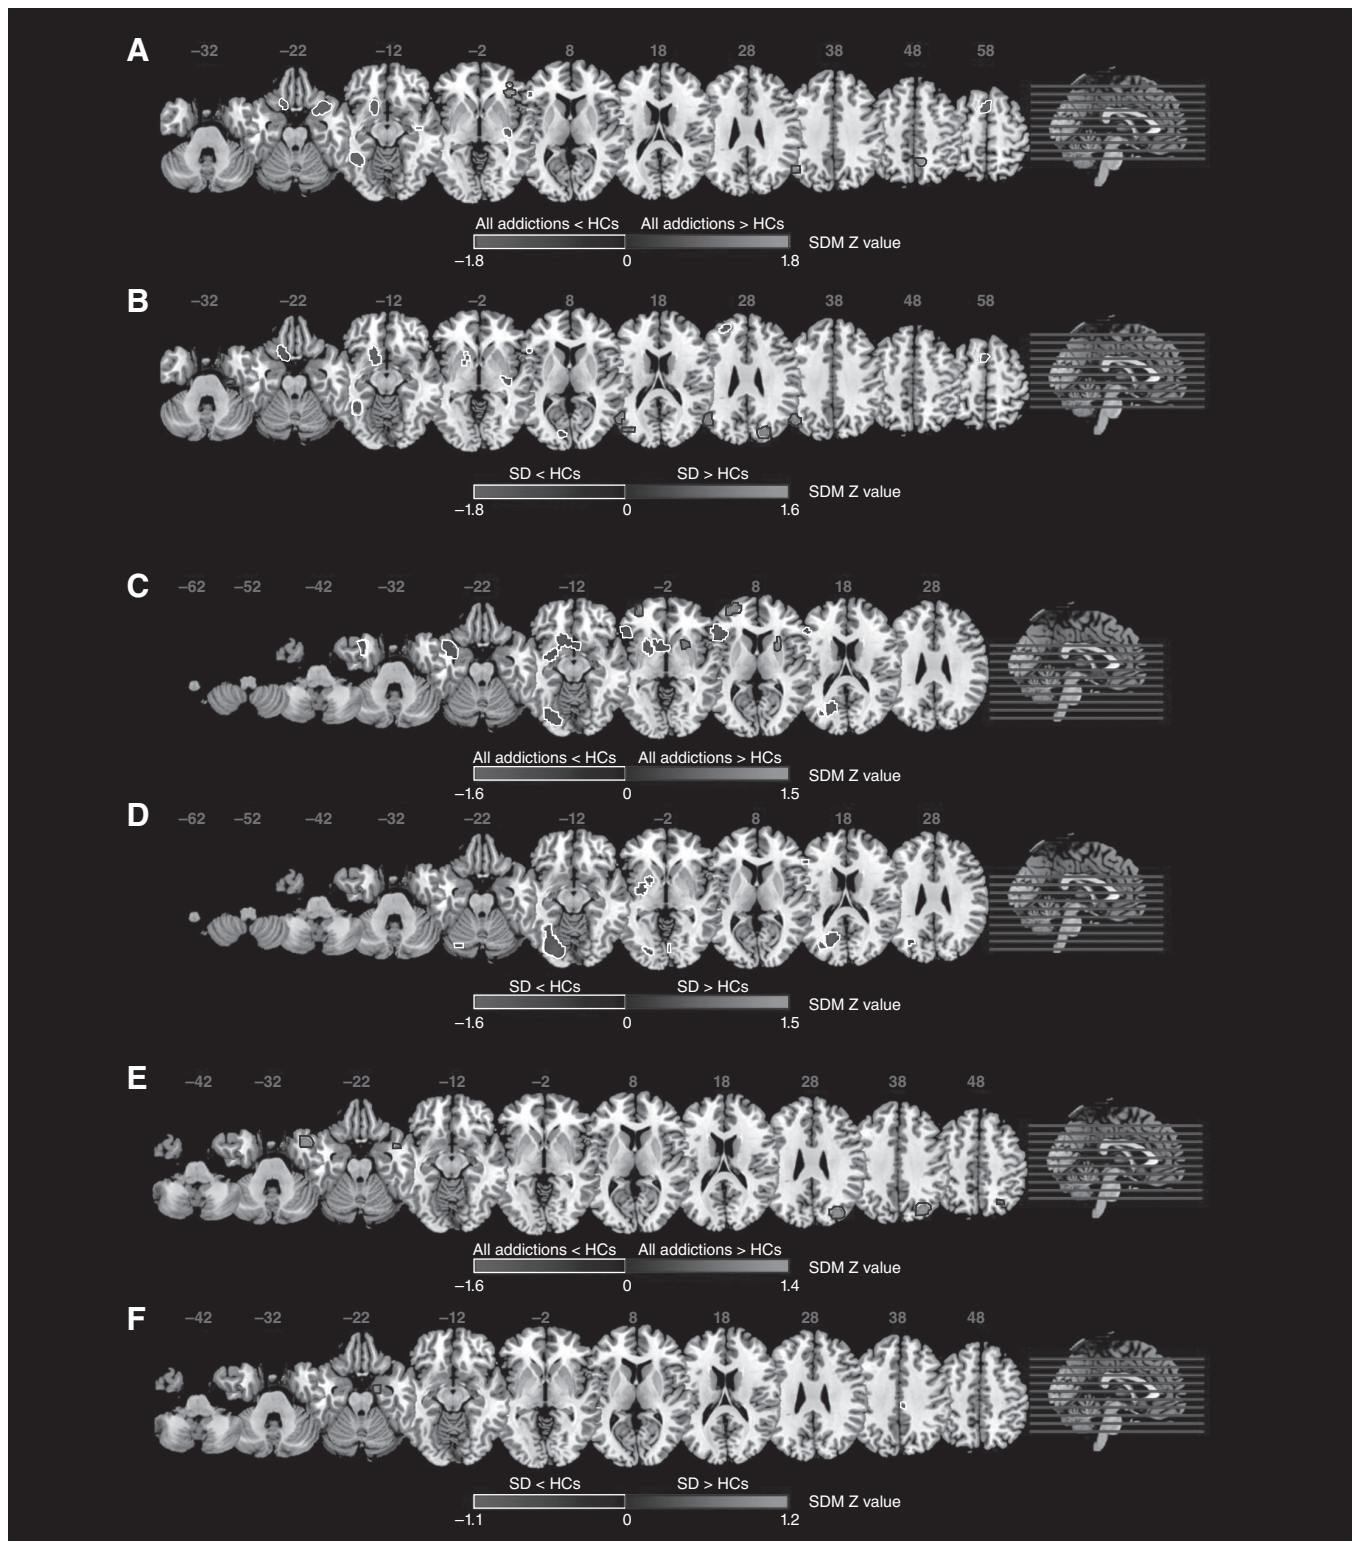 A
−32 −22 −12 −2 8 18 28 38 48 58
All addictions < HCs All addictions > HCs
SDM Z value
−1.8 0 1.8
B
−32 −22 −12 −2 8 18 28 38 48 58
SD < HCs SD > HCs
SDM Z value
−1.8 0 1.6
C
−62 −52 −42 −32 −22 −12 −2 8 18 28
All addictions < HCs All addictions > HCs
SDM Z value
−1.6 0 1.5
D
−62 −52 −42 −32 −22 −12 −2 8 18 28
SD < HCs SD > HCs
SDM Z value
−1.6 0 1.5
E
−42 −32 −22 −12 −2 8 18 28 38 48
All addictions < HCs All addictions > HCs
SDM Z value
−1.6 0 1.4
F
−42 −32 −22 −12 −2 8 18 28 38 48
SD < HCs SD > HCs
SDM Z value
−1.1 0 1.2